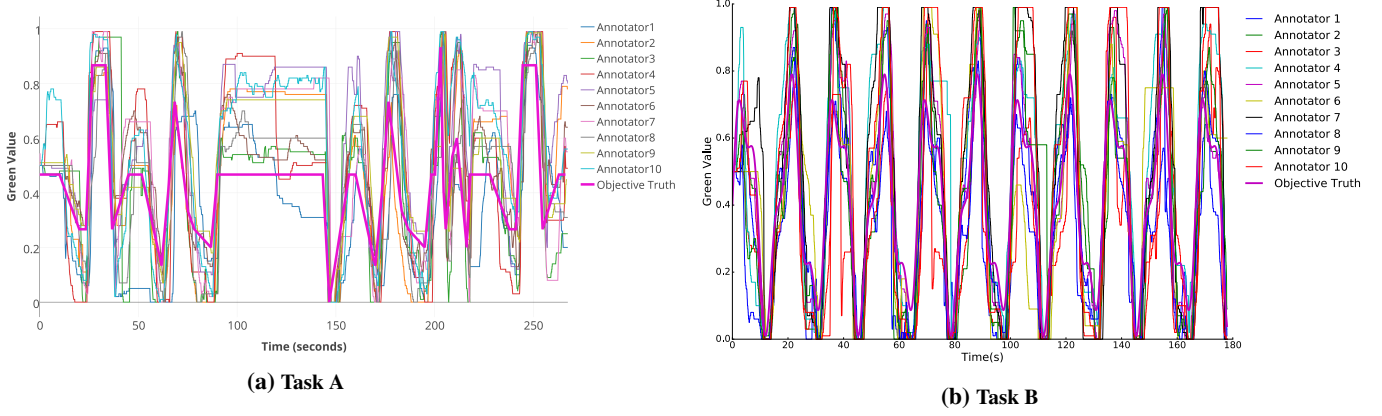 1
0.8
0.6
0.4
0.2
0
Green Value
0 50 100 150 200 250
Time (seconds)
Annotator1
Annotator2
Annotator3
Annotator4
Annotator5
Annotator6
Annotator7
Annotator8
Annotator9
Annotator10
Objective Truth
(a) Task A
1.0
0.8
0.6
0.4
0.2
0.0
Green Value
0 20 40 60 80 100 120 140 160 180
Time(s)
Annotator 1
Annotator 2
Annotator 3
Annotator 4
Annotator 5
Annotator 6
Annotator 7
Annotator 8
Annotator 9
Annotator 10
Objective Truth
(b) Task B